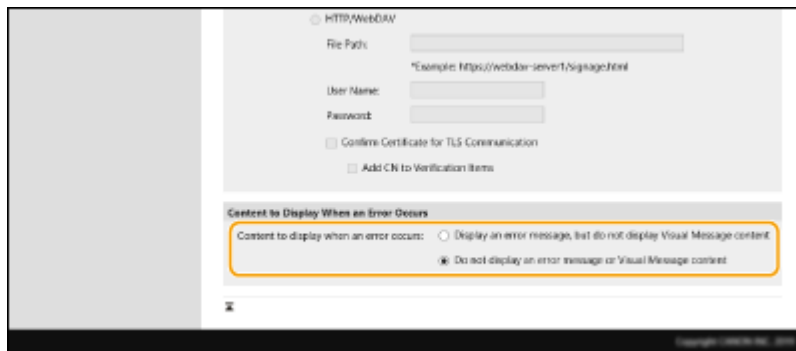 HTTP/WebDAV
File Path:
*Example: https://webdav-server1/signage.html
User Name:
Password:
Confirm Certificate for TLS Communication
Add CN to Verification Items
Content to Display When an Error Occurs
Content to display when an error occurs: Display an error message, but do not display Visual Message content
Do not display an error message or Visual Message content
Copyright CANON INC.